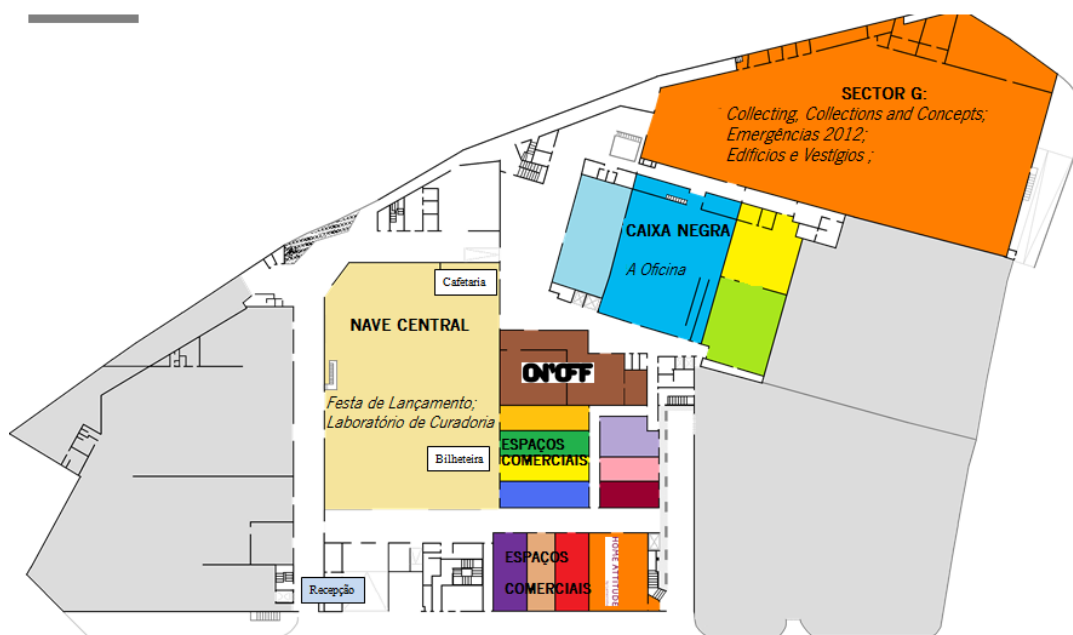 SECTOR G:
Collecting, Collections and Concepts;
Emergências 2012;
Edifícios e Vestígios ;
CAIXA NEGRA
A Oficina
Cafetaria
NAVE CENTRAL
ON'OFF
Festa de Lançamento;
Laboratório de Curadoria
Bilheteira
ESPAÇOS
COMERCIAIS
ESPAÇOS
COMERCIAIS
HOME ATTITUDE
Recepção